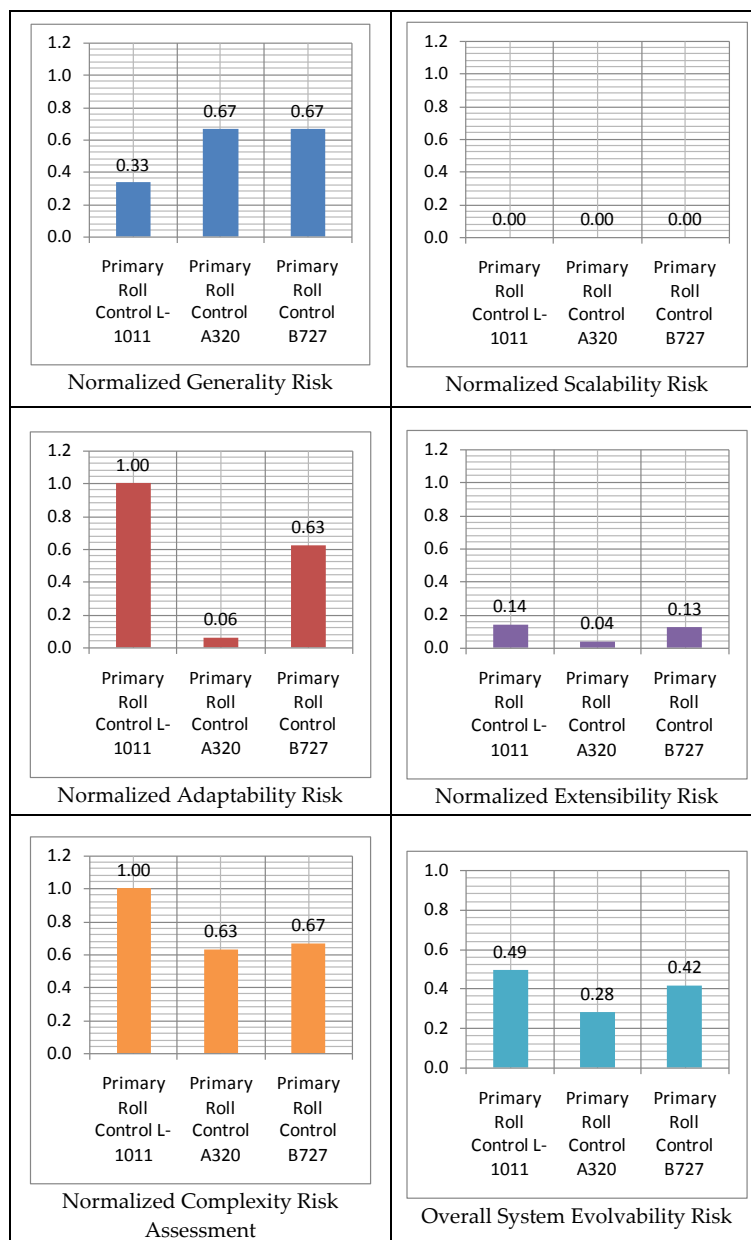 1.2
1.0
0.8
0.6
0.4
0.2
0.0
0.33
0.67
0.67
Primary Roll Control L-1011
Primary Roll Control A320
Primary Roll Control B727
Normalized Generality Risk
1.2
1.0
0.8
0.6
0.4
0.2
0.0
0.00
0.00
0.00
Primary Roll Control L-1011
Primary Roll Control A320
Primary Roll Control B727
Normalized Scalability Risk
1.2
1.0
0.8
0.6
0.4
0.2
0.0
1.00
0.06
0.63
Primary Roll Control L-1011
Primary Roll Control A320
Primary Roll Control B727
Normalized Adaptability Risk
1.2
1.0
0.8
0.6
0.4
0.2
0.0
0.14
0.04
0.13
Primary Roll Control L-1011
Primary Roll Control A320
Primary Roll Control B727
Normalized Extensibility Risk
1.2
1.0
0.8
0.6
0.4
0.2
0.0
1.00
0.63
0.67
Primary Roll Control L-1011
Primary Roll Control A320
Primary Roll Control B727
Normalized Complexity Risk
Assessment
1.0
0.8
0.6
0.4
0.2
0.0
0.49
0.28
0.42
Primary Roll Control L-1011
Primary Roll Control A320
Primary Roll Control B727
Overall System Evolvability Risk